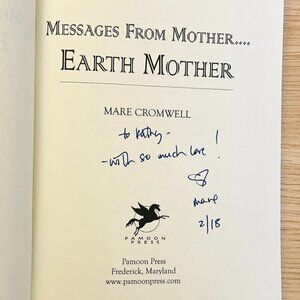 MESSAGES FROM MOTHER....
EARTH MOTHER
MARE CROMWELL
to Kathy -
- with so much love !
Mare
2/18
PAMOON
PRESS
Pamoon Press
Frederick, Maryland
www.pamoonpress.com